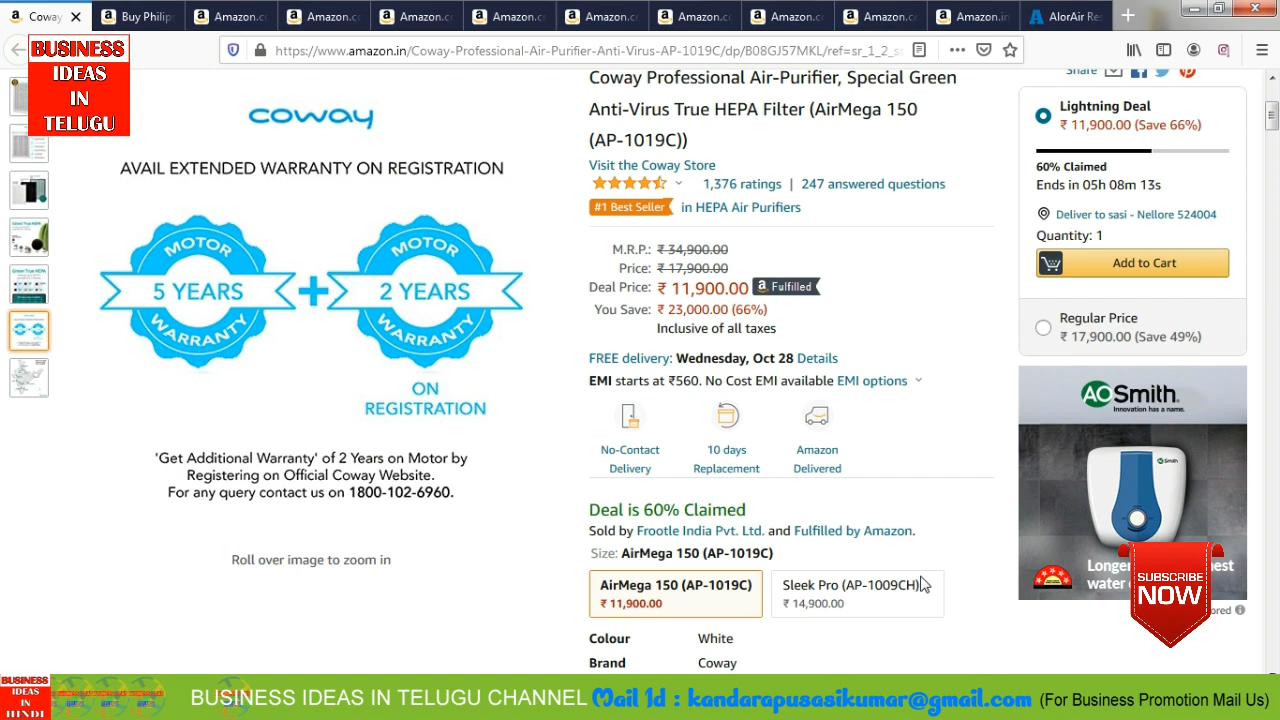 Coway
Buy Philip
Amazon.c
Amazon.co
Amazon.c
Amazon.c
Amazon.c
Amazon.c
Amazon.c
Amazon.c
Amazon.in
AlorAir Re
https://www.amazon.in/Coway-Professional-Air-Purifier-Anti-Virus-AP-1019C/dp/B08GJ57MKL/ref=sr_1_2_s
BUSINESS
IDEAS
IN
TELUGU
coway
AVAIL EXTENDED WARRANTY ON REGISTRATION
MOTOR
5 YEARS
WARRANTY
+
MOTOR
2 YEARS
WARRANTY
ON
REGISTRATION
'Get Additional Warranty' of 2 Years on Motor by
Registering on Official Coway Website.
For any query contact us on 1800-102-6960.
Roll over image to zoom in
Coway Professional Air-Purifier, Special Green
Anti-Virus True HEPA Filter (AirMega 150
(AP-1019C))
Visit the Coway Store
1,376 ratings | 247 answered questions
#1 Best Seller in HEPA Air Purifiers
M.R.P.: ₹ 34,900.00
Price: ₹ 17,900.00
Deal Price: ₹ 11,900.00 a Fulfilled
You Save: ₹ 23,000.00 (66%)
Inclusive of all taxes
FREE delivery: Wednesday, Oct 28 Details
EMI starts at ₹560. No Cost EMI available EMI options
No-Contact
Delivery
10 days
Replacement
Amazon
Delivered
Deal is 60% Claimed
Sold by Frootle India Pvt. Ltd. and Fulfilled by Amazon.
Size: AirMega 150 (AP-1019C)
AirMega 150 (AP-1019C)
₹ 11,900.00
Sleek Pro (AP-1009CH)
₹ 14,900.00
Colour White
Brand Coway
Share
Lightning Deal
₹ 11,900.00 (Save 66%)
60% Claimed
Ends in 05h 08m 13s
Deliver to sasi - Nellore 524004
Quantity: 1
Add to Cart
Regular Price
₹ 17,900.00 (Save 49%)
AO Smith
Innovation has a name.
SUBSCRIBE
NOW
BUSINESS
IDEAS
IN
HINDI
BUSINESS IDEAS IN TELUGU CHANNEL Mail Id : kandarapusasikumar@gmail.com (For Business Promotion Mail Us)